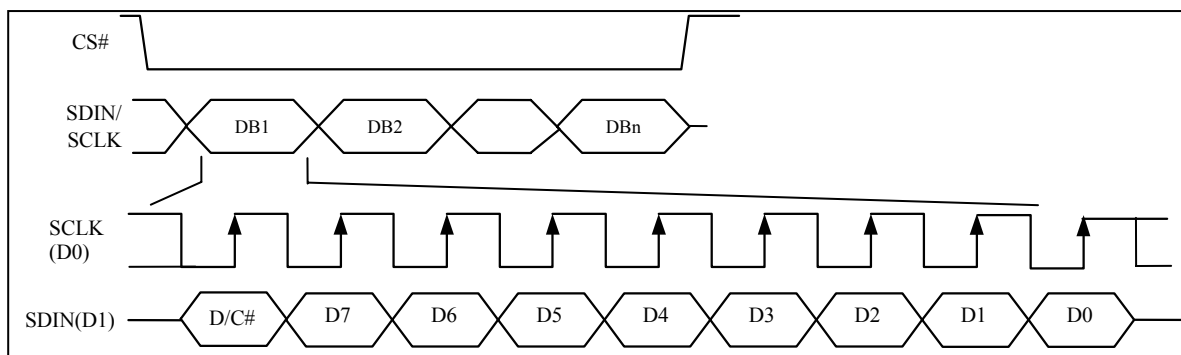 CS#
SDIN/
SCLK
DB1 DB2 DBn
SCLK
(D0)
SDIN(D1) D/C# D7 D6 D5 D4 D3 D2 D1 D0